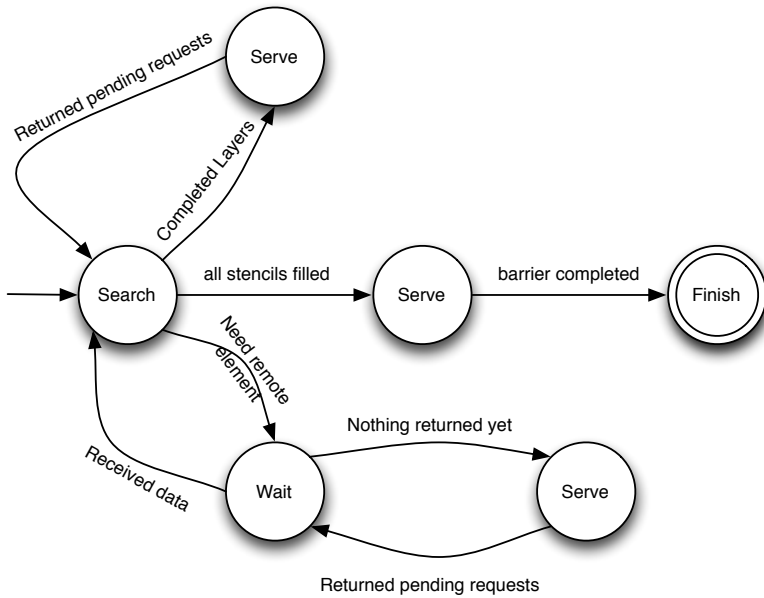 Serve
Returned pending requests
Completed Layers
Search
all stencils filled
Serve
barrier completed
Finish
Need remote
element
Received data
Wait
Nothing returned yet
Serve
Returned pending requests